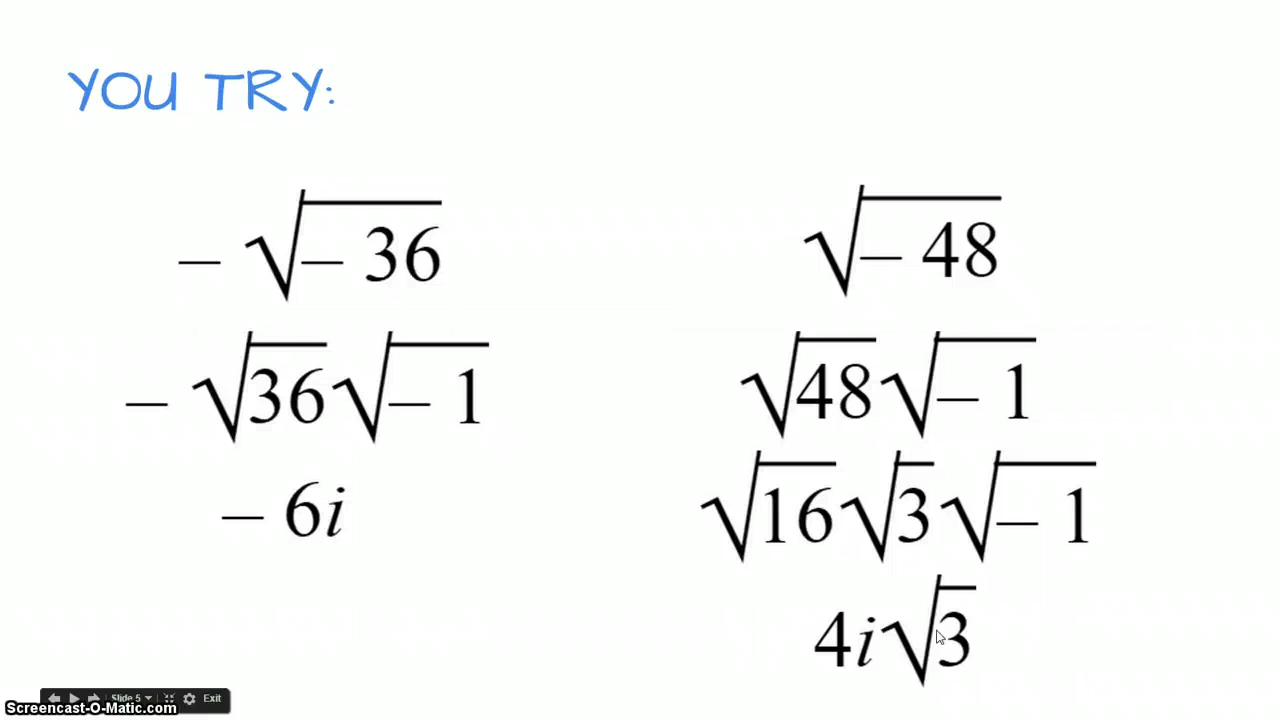 YOU TRY:
– √– 36
– √36√– 1
– 6i
√– 48
√48√– 1
√16√3√– 1
4i√3
Slide 5 Exit
Screencast-O-Matic.com